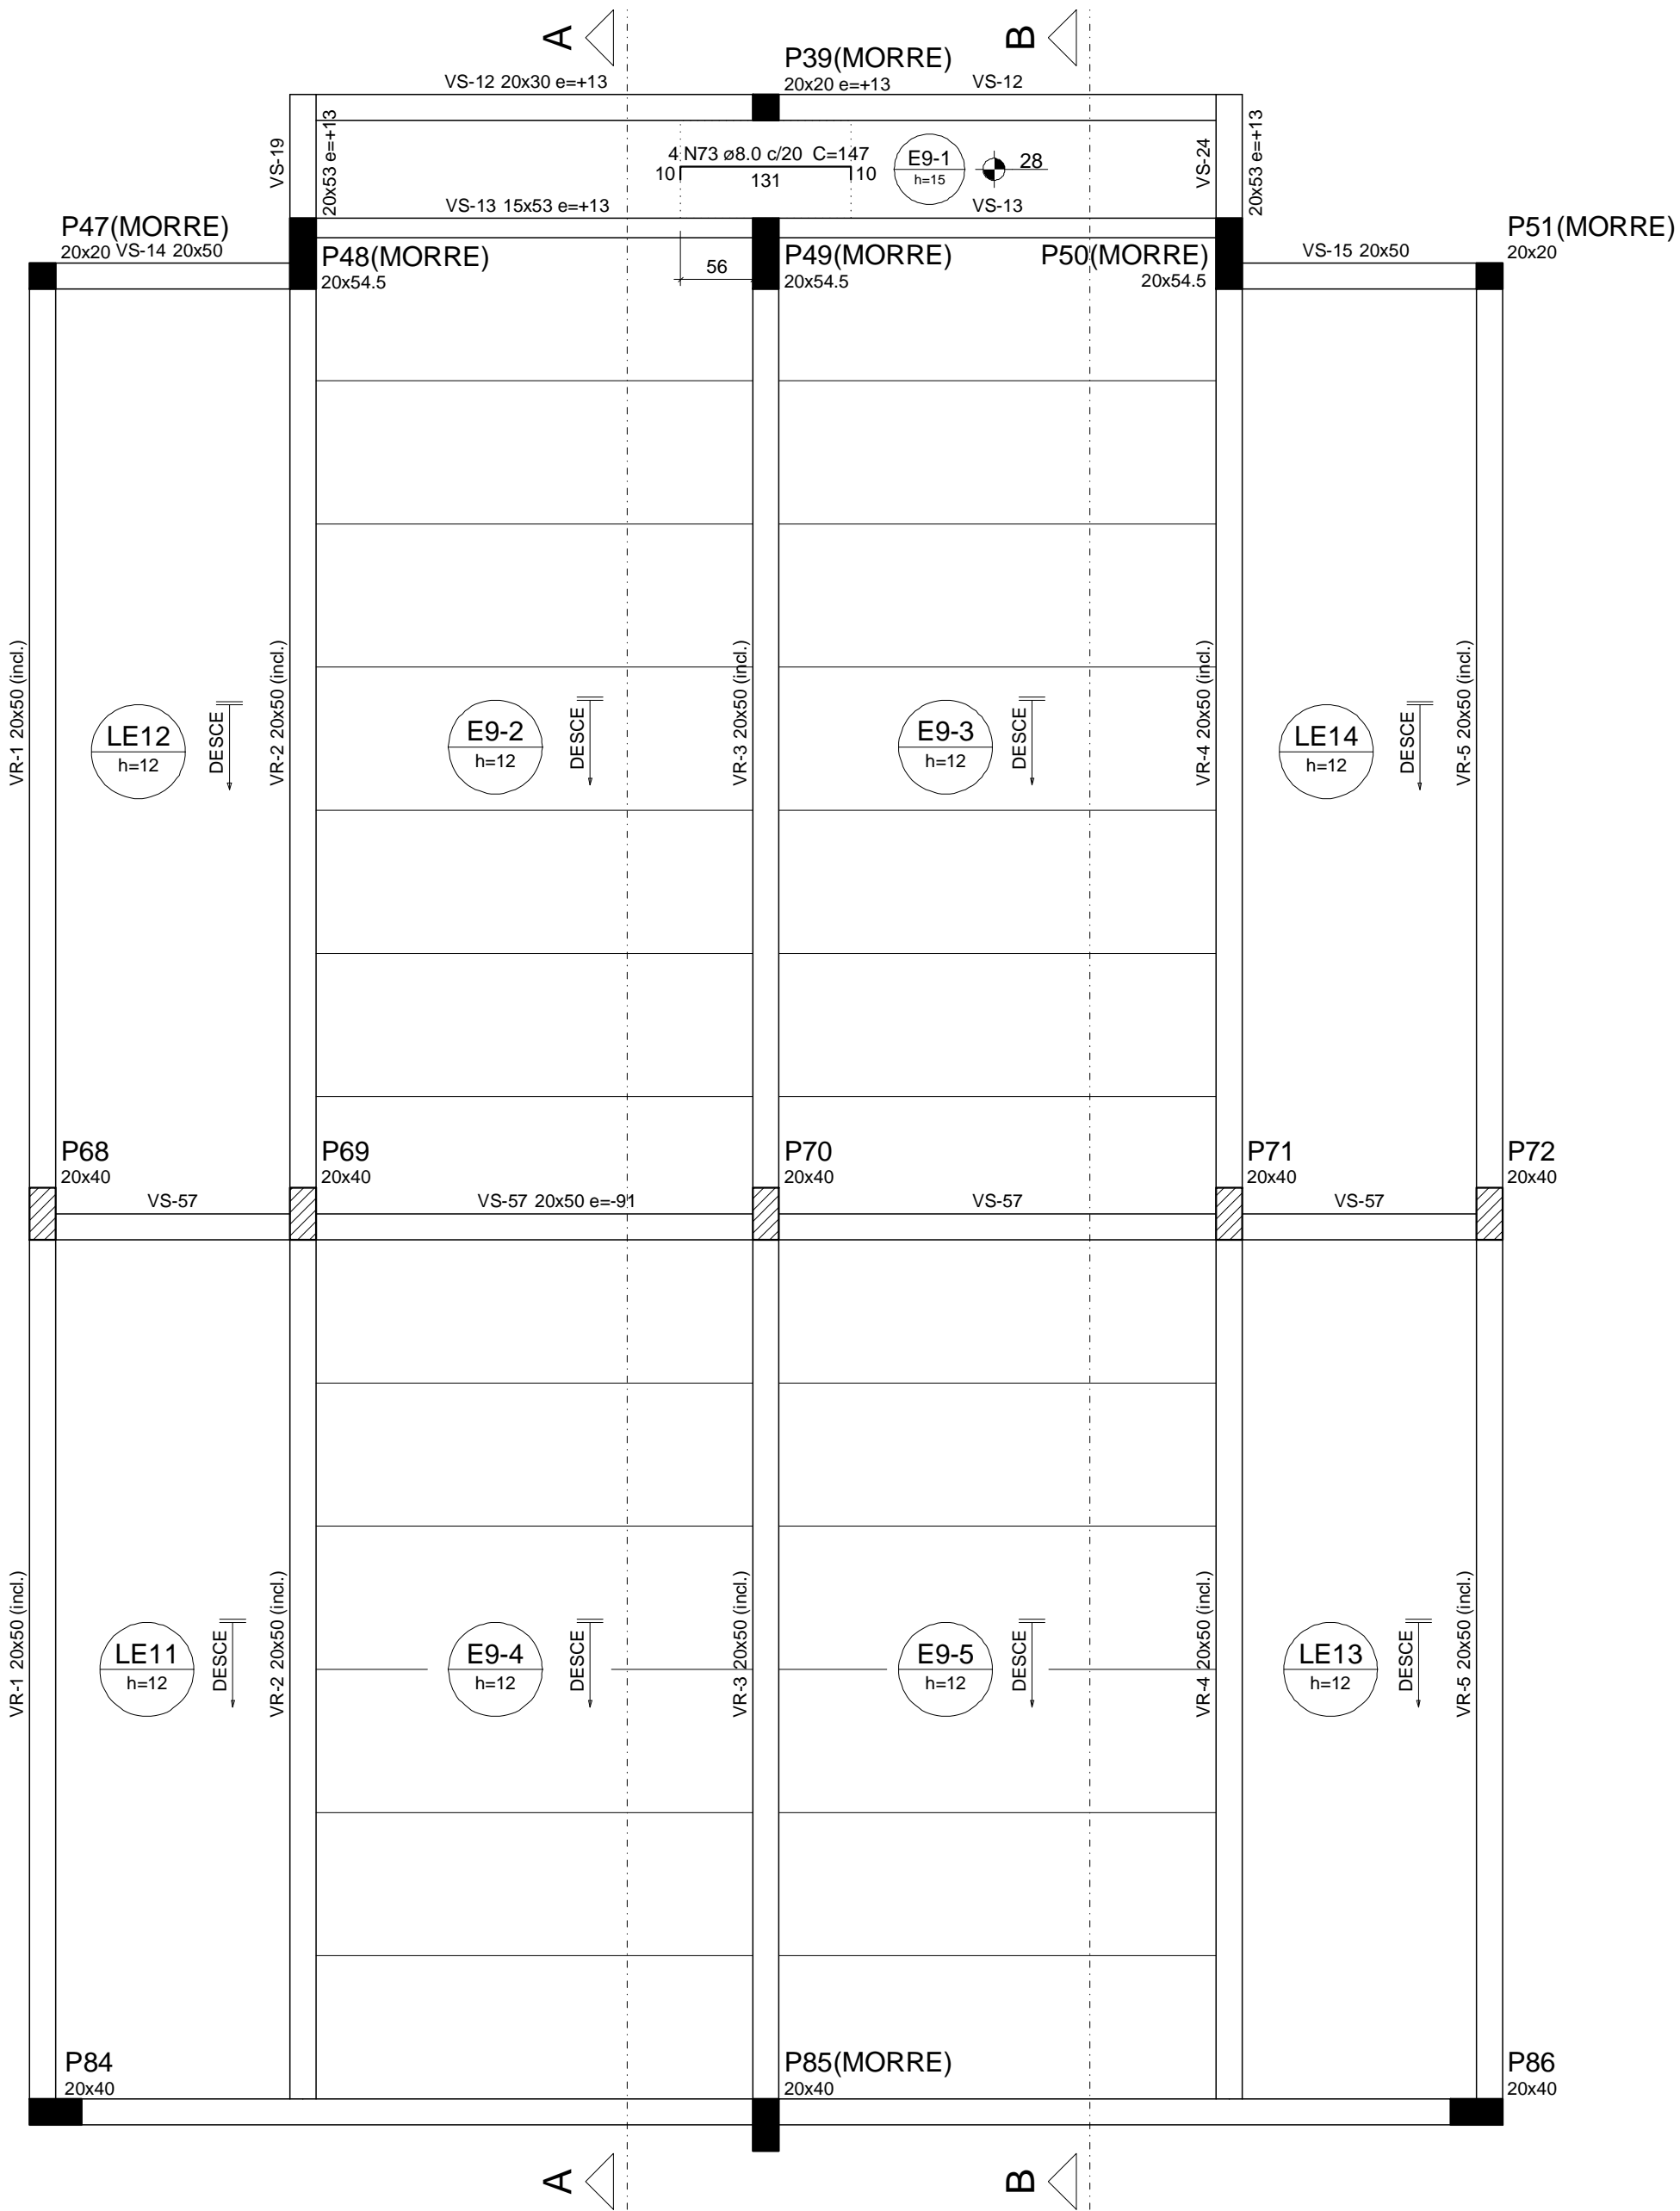 A
B
P39(MORRE)
20x20 e=+13
VS-12 20x30 e=+13
VS-12
VS-19
20x53 e=+13
4 N73 ø8.0 c/20 C=147
10
131
10
E9-1
h=15
28
VS-24
20x53 e=+13
VS-13 15x53 e=+13
VS-13
P47(MORRE)
20x20
VS-14 20x50
P48(MORRE)
20x54.5
56
P49(MORRE)
20x54.5
P50(MORRE)
20x54.5
VS-15 20x50
P51(MORRE)
20x20
VR-1 20x50 (incl.)
LE12
h=12
DESCE
VR-2 20x50 (incl.)
E9-2
h=12
DESCE
VR-3 20x50 (incl.)
E9-3
h=12
DESCE
VR-4 20x50 (incl.)
LE14
h=12
DESCE
VR-5 20x50 (incl.)
P68
20x40
P69
20x40
P70
20x40
P71
20x40
P72
20x40
VS-57
VS-57 20x50 e=-91
VS-57
VS-57
VR-1 20x50 (incl.)
LE11
h=12
DESCE
VR-2 20x50 (incl.)
E9-4
h=12
DESCE
VR-3 20x50 (incl.)
E9-5
h=12
DESCE
VR-4 20x50 (incl.)
LE13
h=12
DESCE
VR-5 20x50 (incl.)
P84
20x40
P85(MORRE)
20x40
P86
20x40
A
B